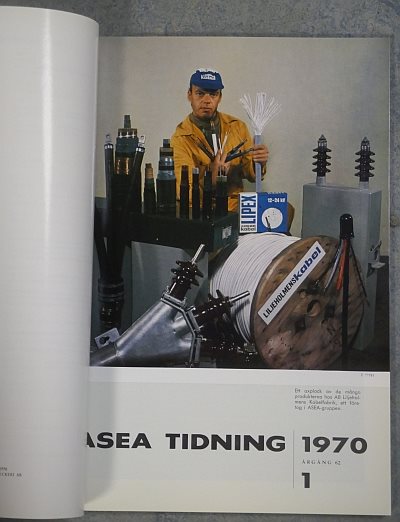 LIPEX
kabel
12-24 kV
LILJEHOLMENS kabel
Ett axplock av de många
produkterna hos AB Liljehol-
mens Kabelfabrik, ett före-
tag i ASEA-gruppen.
ASEA TIDNING
1970
ÅRGÅNG 62
1